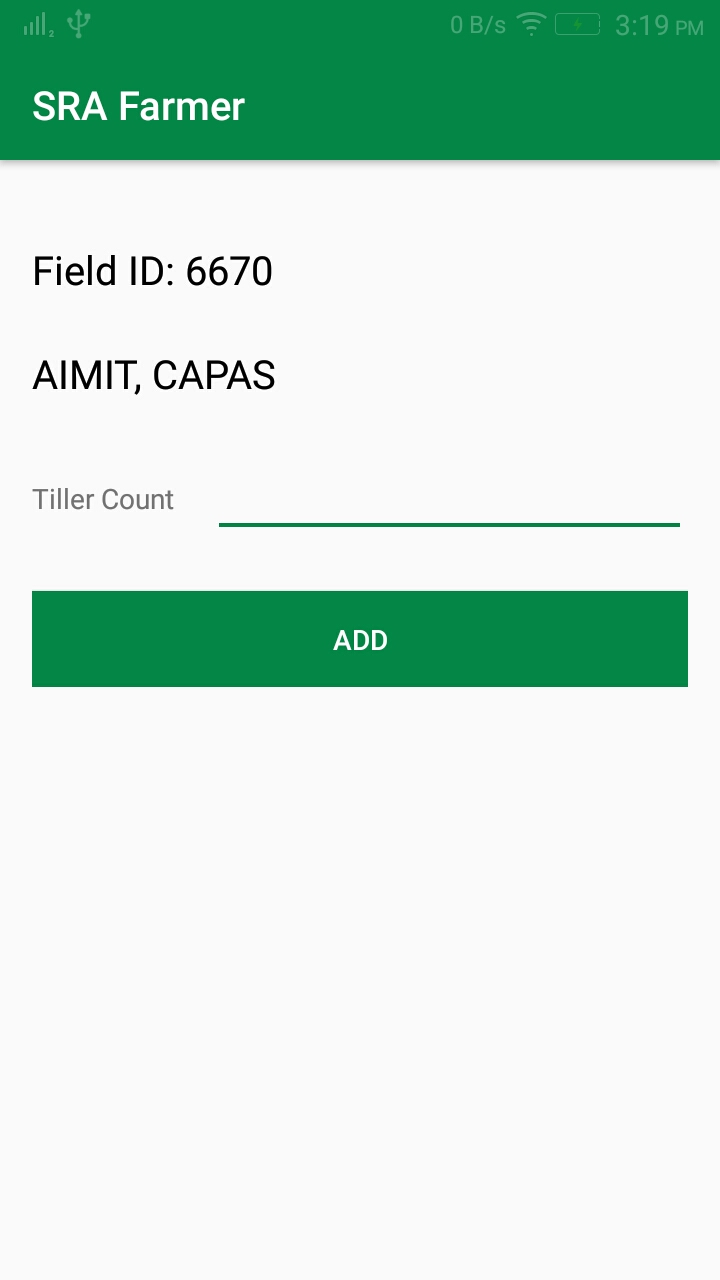 0 B/s 3:19 PM
SRA Farmer
Field ID: 6670
AIMIT, CAPAS
Tiller Count
ADD